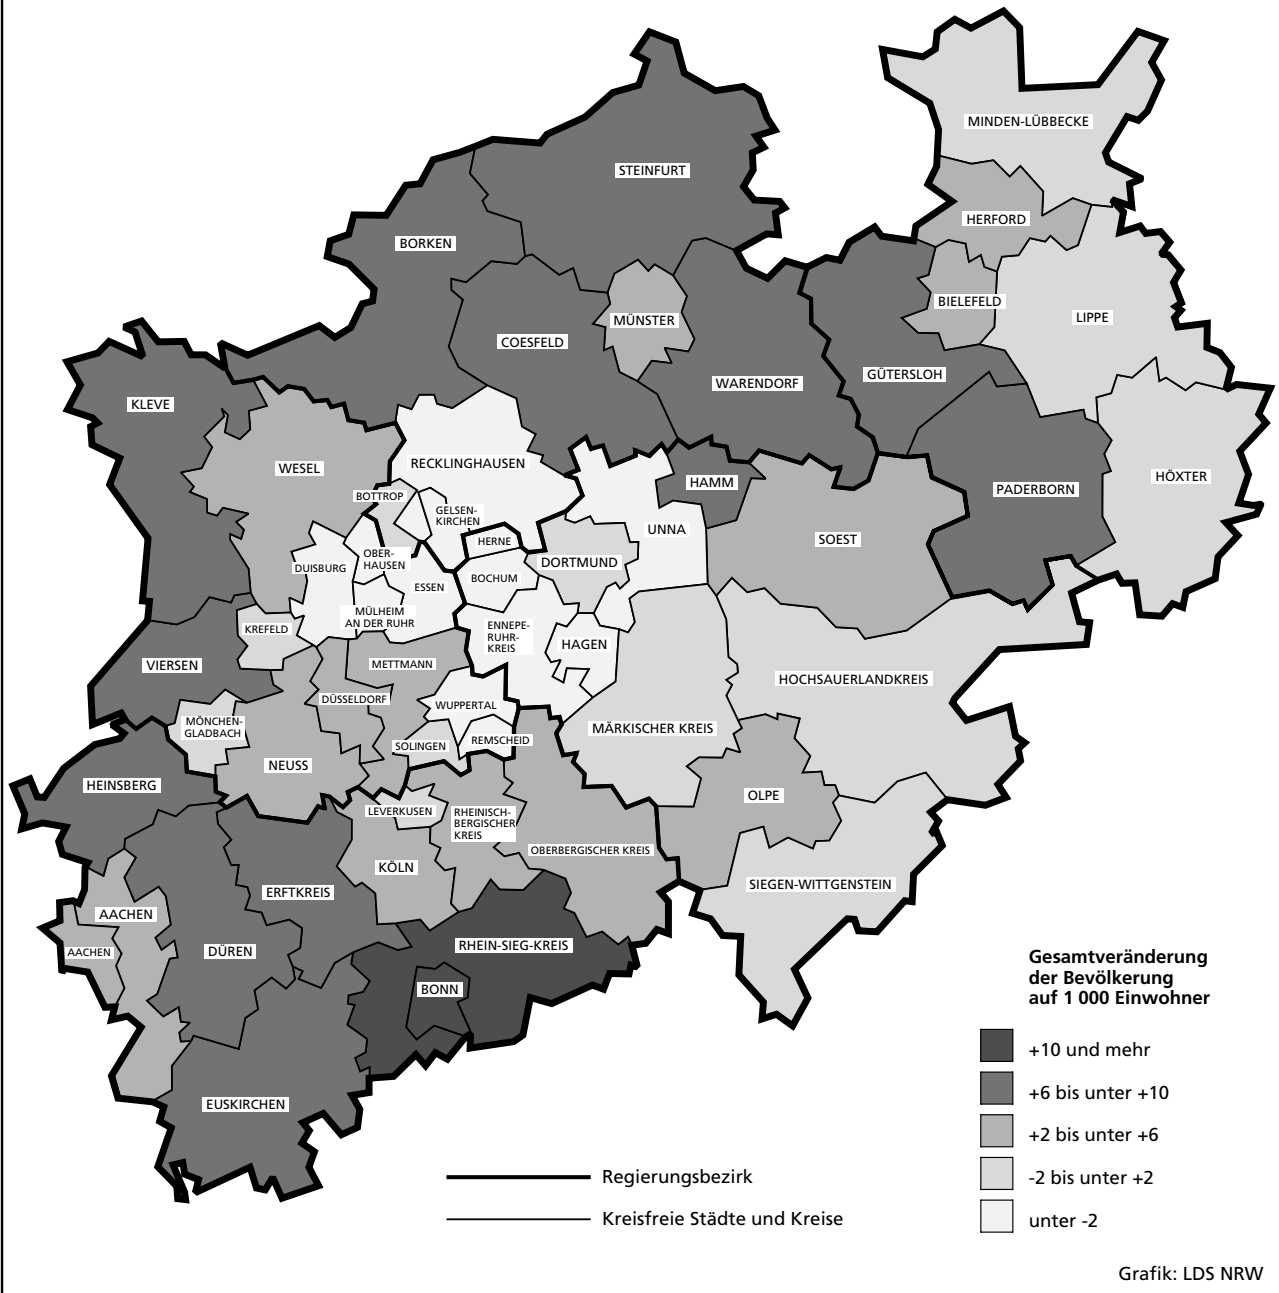 MINDEN-LÜBBECKE
STEINFURT
HERFORD
BORKEN
BIELEFELD
LIPPE
MÜNSTER
COESFELD
GÜTERSLOH
WARENDORF
KLEVE
RECKLINGHAUSEN
WESEL
HÖXTER
HAMM
PADERBORN
BOTTROP
GELSEN-
KIRCHEN
UNNA
SOEST
HERNE
OBER-
HAUSEN
DORTMUND
DUISBURG
BOCHUM
ESSEN
MÜLHEIM
AN DER RUHR
KREFELD
ENNEPE-
RUHR-
KREIS
HAGEN
VIERSEN
METTMANN
HOCHSAUERLANDKREIS
DÜSSELDORF
WUPPERTAL
MÖNCHEN-
GLADBACH
MÄRKISCHER KREIS
SOLINGEN
REMSCHEID
NEUSS
HEINSBERG
OLPE
LEVERKUSEN
RHEINISCH-
BERGISCHER
KREIS
OBERBERGISCHER KREIS
KÖLN
SIEGEN-WITTGENSTEIN
ERFTKREIS
AACHEN
RHEIN-SIEG-KREIS
AACHEN
DÜREN
BONN
EUSKIRCHEN
Gesamtveränderung
der Bevölkerung
auf 1 000 Einwohner
+10 und mehr
+6 bis unter +10
+2 bis unter +6
-2 bis unter +2
unter -2
Regierungsbezirk
Kreisfreie Städte und Kreise
Grafik: LDS NRW